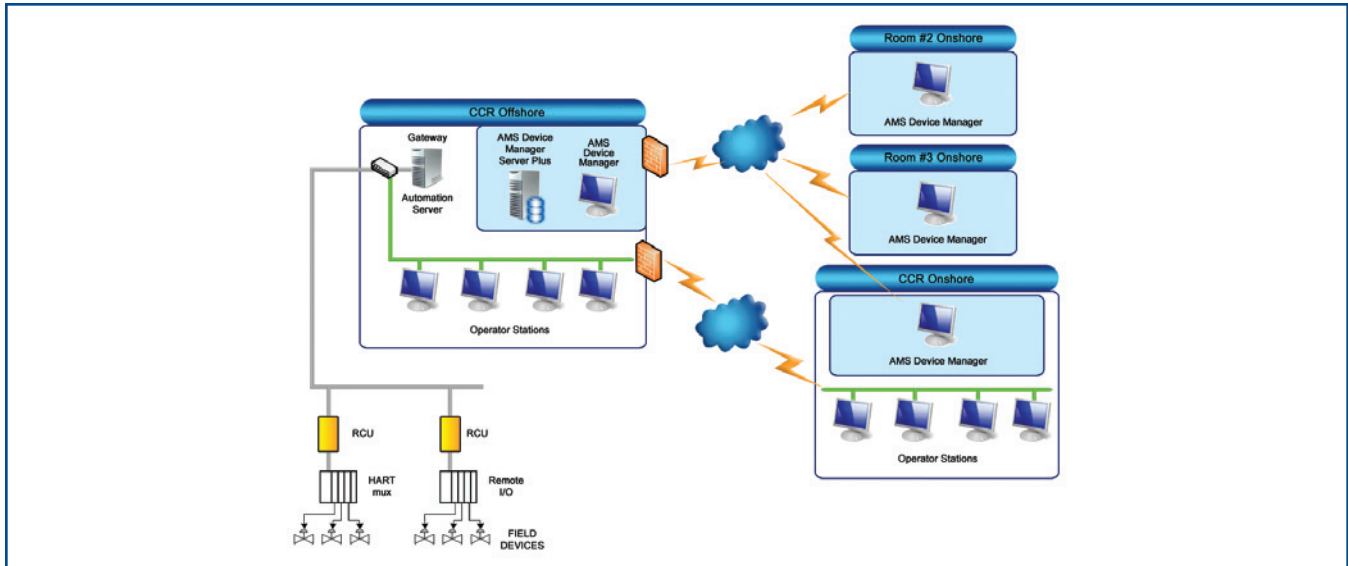 Room #2 Onshore
AMS Device Manager
CCR Offshore
Gateway
Automation
Server
AMS Device
Manager
Server Plus
AMS
Device
Manager
Operator Stations
Room #3 Onshore
AMS Device Manager
CCR Onshore
AMS Device Manager
Operator Stations
RCU
RCU
HART
mux
Remote
I/O
FIELD
DEVICES